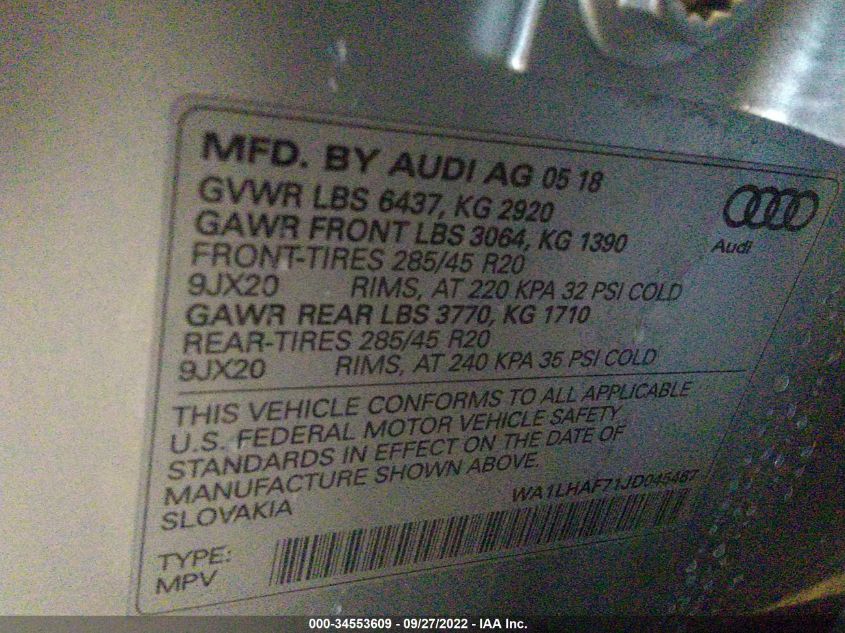 MFD. BY AUDI AG 05 18
GVWR LBS 6437, KG 2920
GAWR FRONT LBS 3064, KG 1390
FRONT-TIRES 285/45 R20
9JX20 RIMS, AT 220 KPA 32 PSI COLD
GAWR REAR LBS 3770, KG 1710
REAR-TIRES 285/45 R20
9JX20 RIMS, AT 240 KPA 35 PSI COLD
Audi
THIS VEHICLE CONFORMS TO ALL APPLICABLE
U.S. FEDERAL MOTOR VEHICLE SAFETY
STANDARDS IN EFFECT ON THE DATE OF
MANUFACTURE SHOWN ABOVE.
SLOVAKIA
WA1LHAF71JD045467
TYPE:
MPV
000-34553609 - 09/27/2022 - IAA Inc.